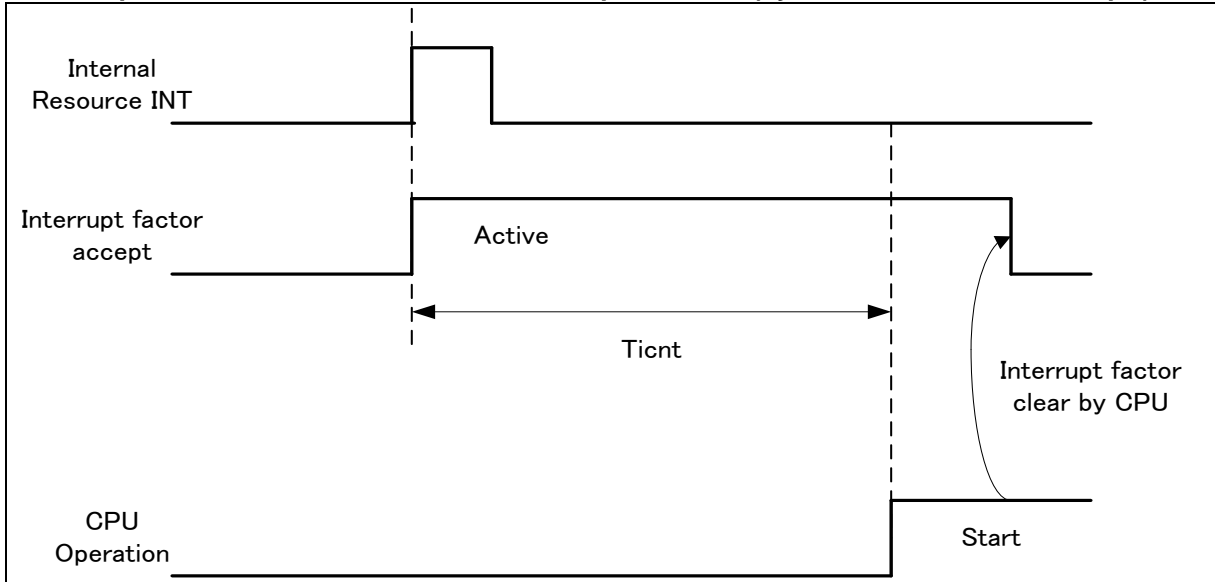 Internal
Resource INT
Interrupt factor
accept
Active
Ticnt
Interrupt factor
clear by CPU
CPU
Operation
Start